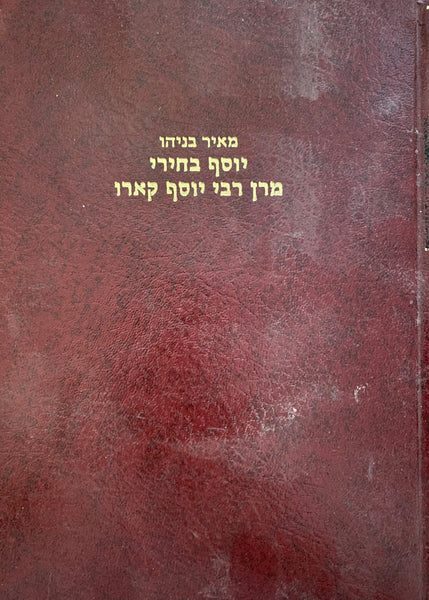 מאיר בניהו
יוסף בחירי
מרן רבי יוסף קארו